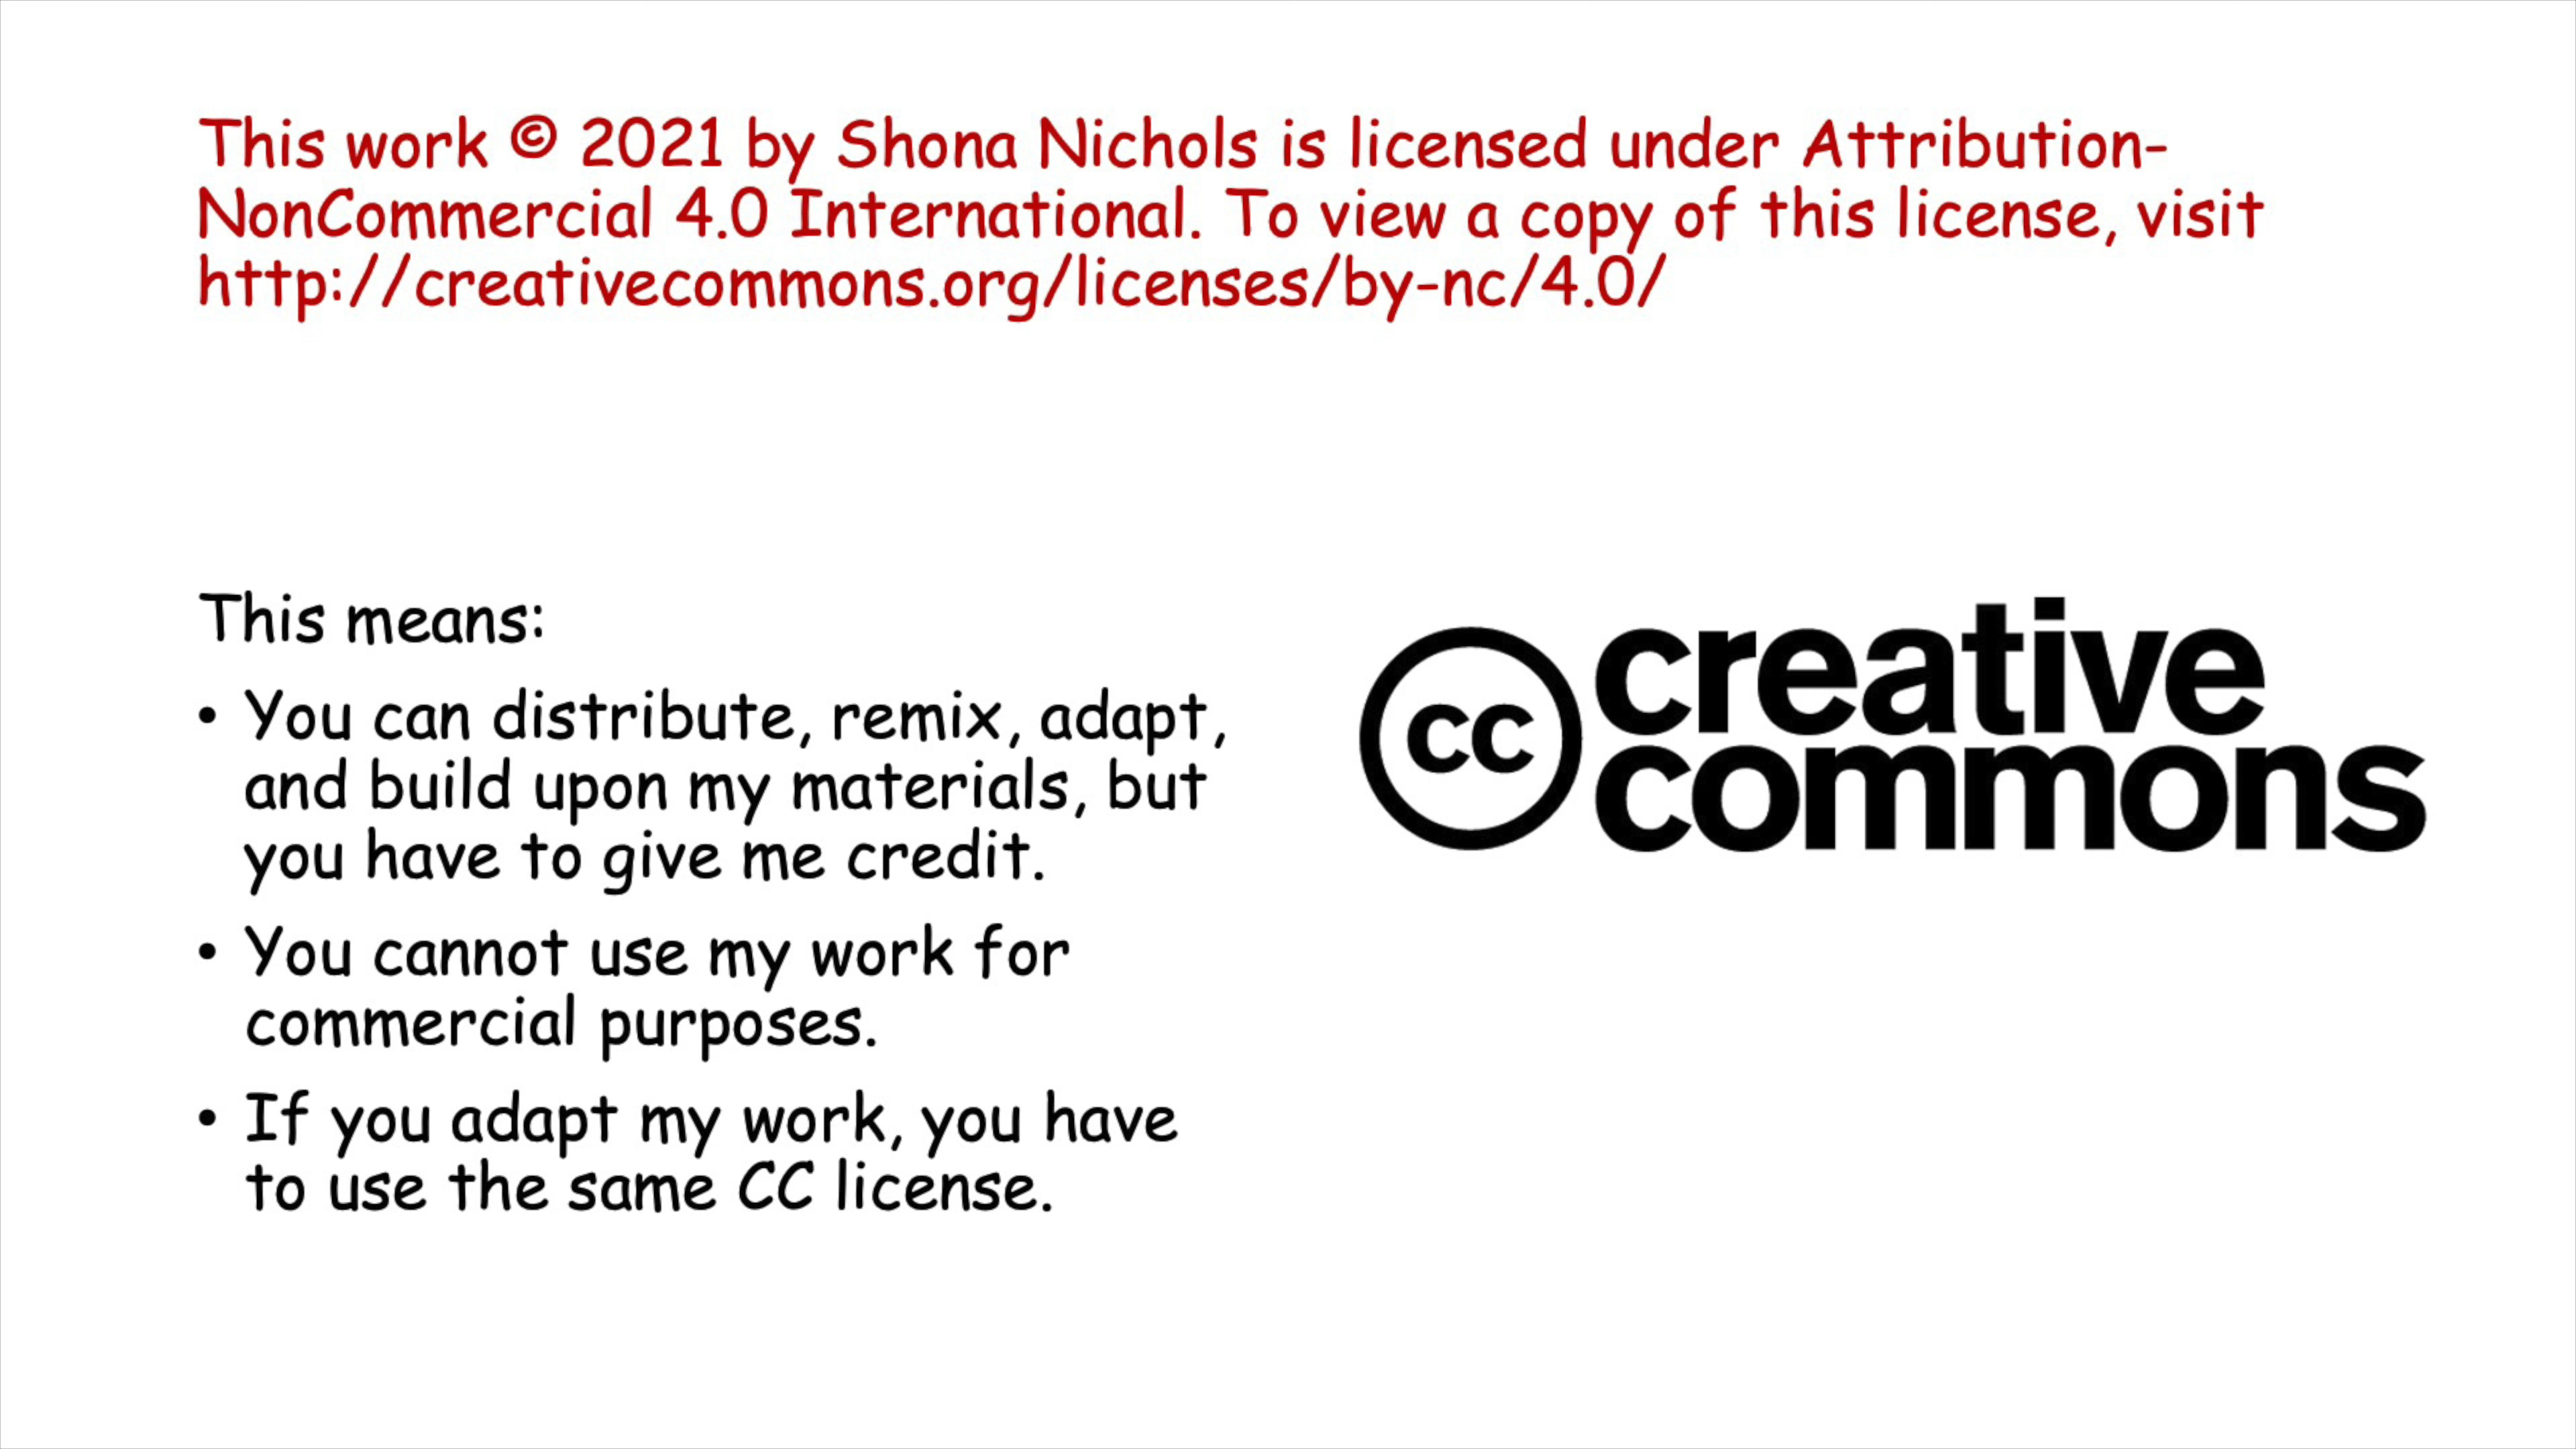 This work © 2021 by Shona Nichols is licensed under Attribution-
NonCommercial 4.0 International. To view a copy of this license, visit
http://creativecommons.org/licenses/by-nc/4.0/
This means:
• You can distribute, remix, adapt,
and build upon my materials, but
you have to give me credit.
• You cannot use my work for
commercial purposes.
• If you adapt my work, you have
to use the same CC license.
cc
creative
commons